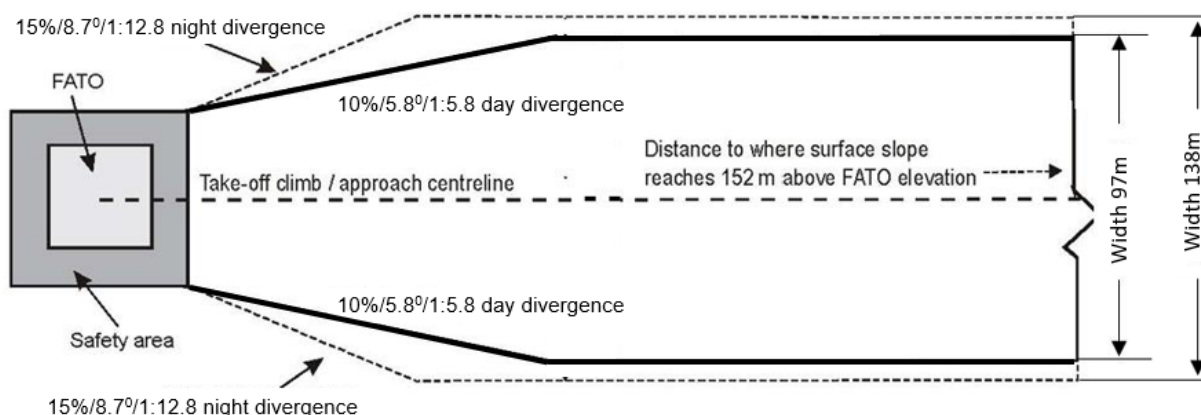 15%/8.7⁰/1:12.8 night divergence
FATO
10%/5.8⁰/1:5.8 day divergence
Distance to where surface slope
reaches 152 m above FATO elevation
Take-off climb / approach centreline
Width 97m
Width 138m
10%/5.8⁰/1:5.8 day divergence
Safety area
15%/8.7⁰/1:12.8 night divergence